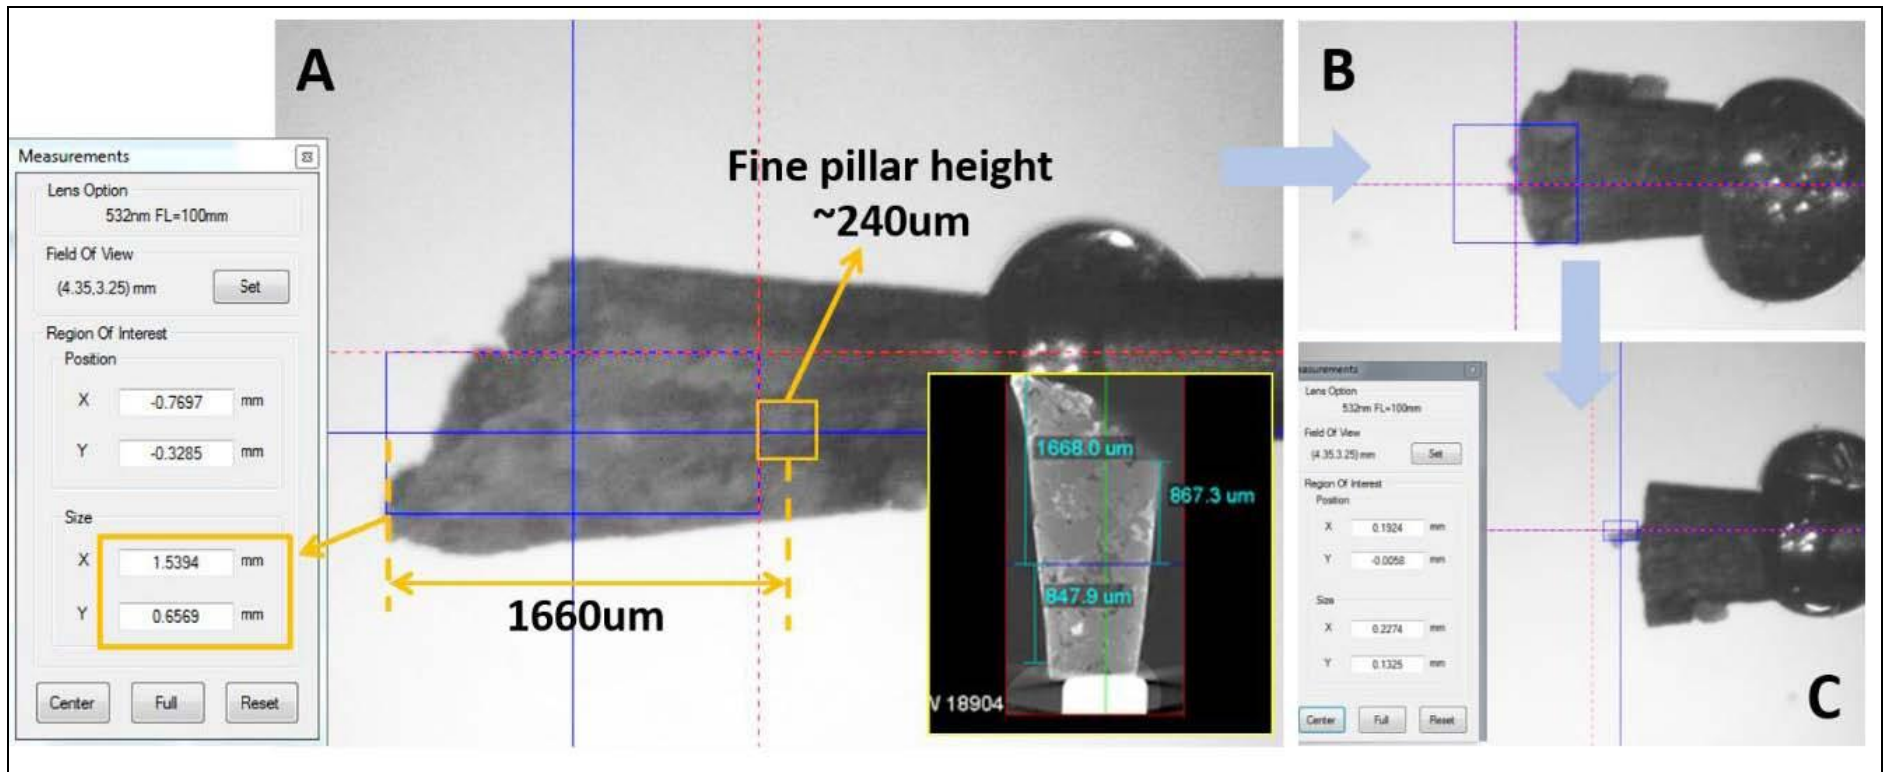 A
Measurements
Lens Option
532nm FL=100mm
Field Of View
(4.35,3.25) mm
Set
Region Of Interest
Position
X -0.7697 mm
Y -0.3285 mm
Size
X 1.5394 mm
Y 0.6569 mm
Center Full Reset
Fine pillar height
~240um
1660um
1668.0 um
867.3 um
847.9 um
18904
B
asurements
Lens Option
532nm FL=100mm
Field Of View
(4.35,3.25) mm
Set
Region Of Interest
Position
X 0.1924 mm
Y -0.0058 mm
Size
X 0.2274 mm
Y 0.1325 mm
Center Full Reset
C